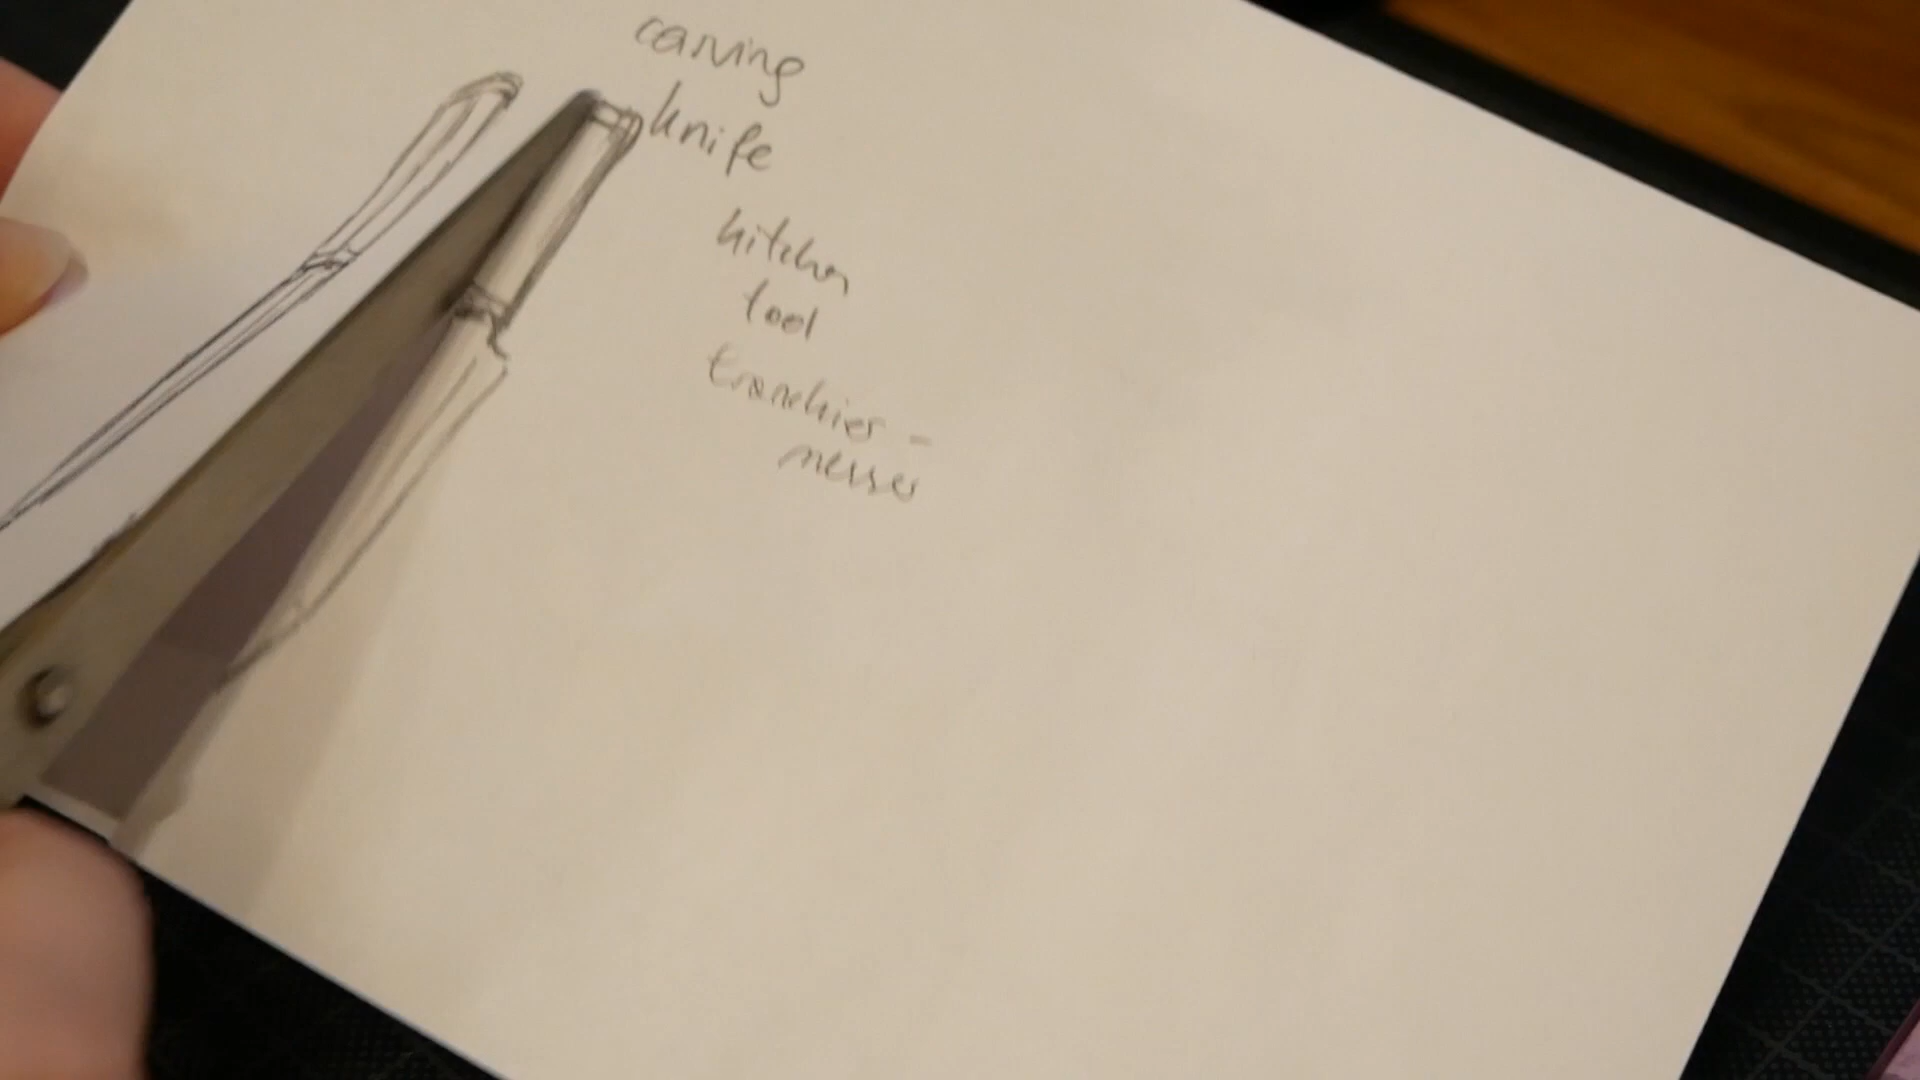 carving
knife
kitchen
tool
tranchier-
messer